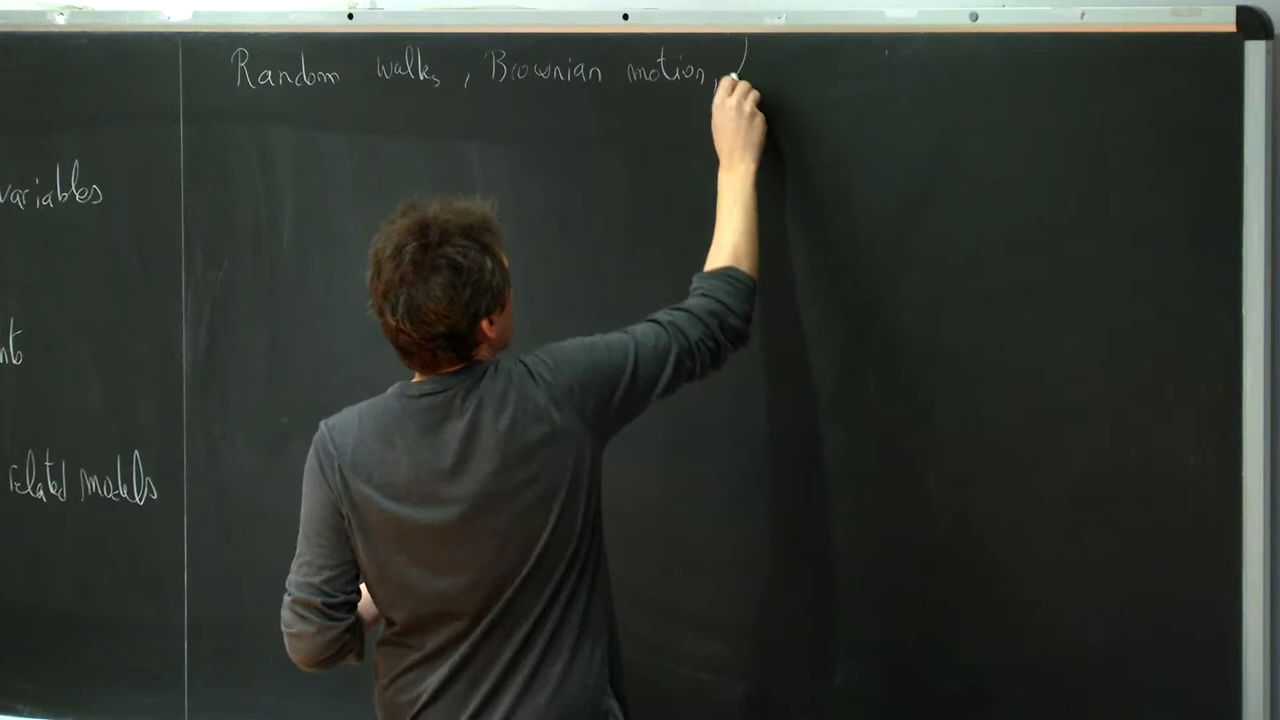 Random walks, Brownian motion,
variables
related models